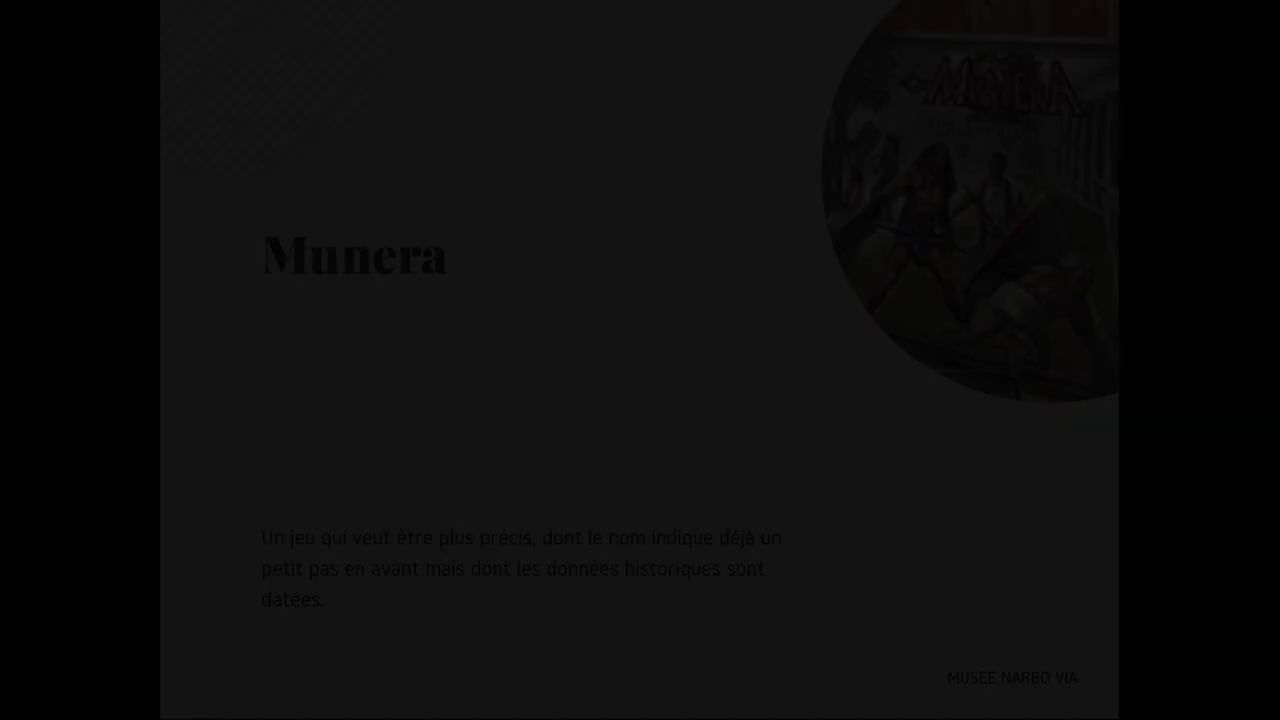 MUNERA
Munera
Un jeu qui veut être plus précis, dont le nom indique déjà un
petit pas en avant mais dont les données historiques sont
datées.
MUSEE NARBO VIA